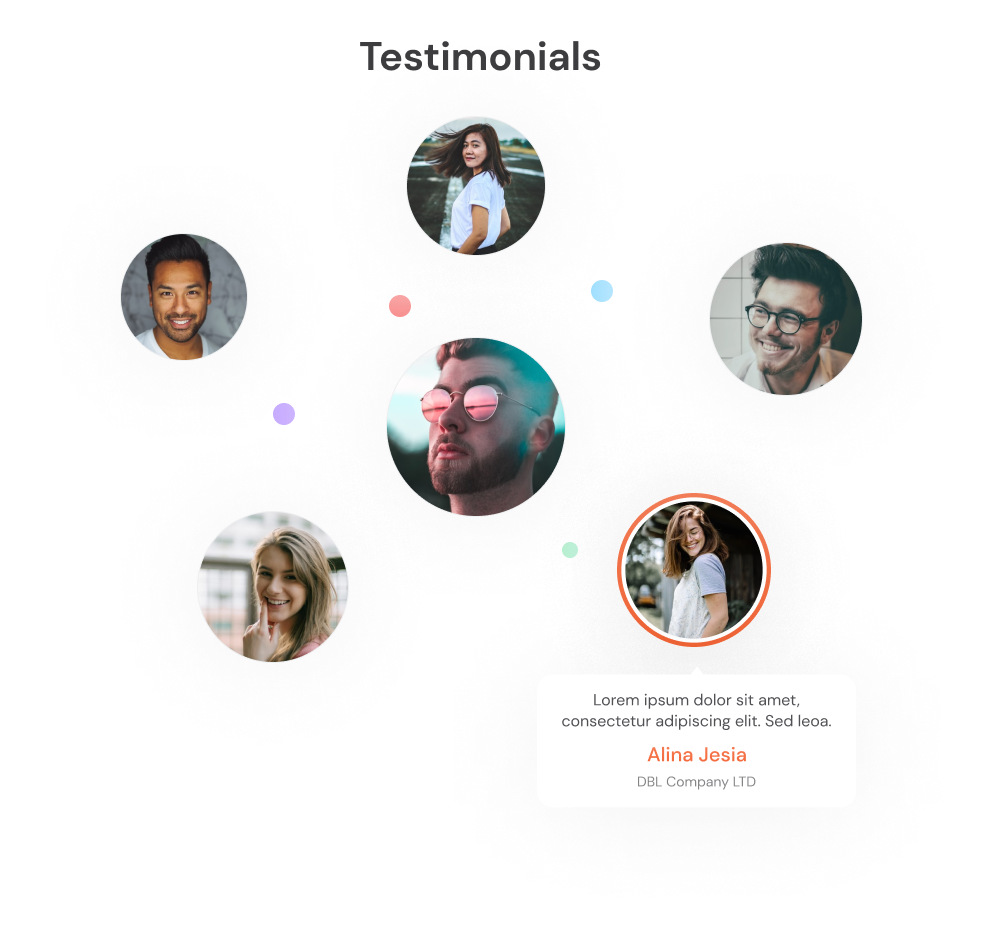 Testimonials
Lorem ipsum dolor sit amet,
consectetur adipiscing elit. Sed leoa.
Alina Jesia
DBL Company LTD